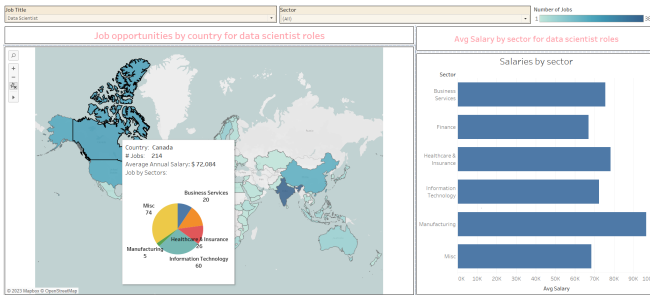 Job Title
Data Scientist
Sector
(All)
Number of Jobs
1
Job opportunities by country for data scientist roles
Avg Salary by sector for data scientist roles
Country: Canada
# Jobs: 214
Average Annual Salary: $ 72,084
Job by Sectors:
Business Services
20
Misc
74
Healthcare & Insurance
26
Manufacturing
5
Information Technology
60
© 2023 Mapbox © OpenStreetMap
Salaries by sector
Sector
Business
Services
Finance
Healthcare &
Insurance
Information
Technology
Manufacturing
Misc
0K 10K 20K 30K 40K 50K 60K 70K 80K 90K
Avg Salary